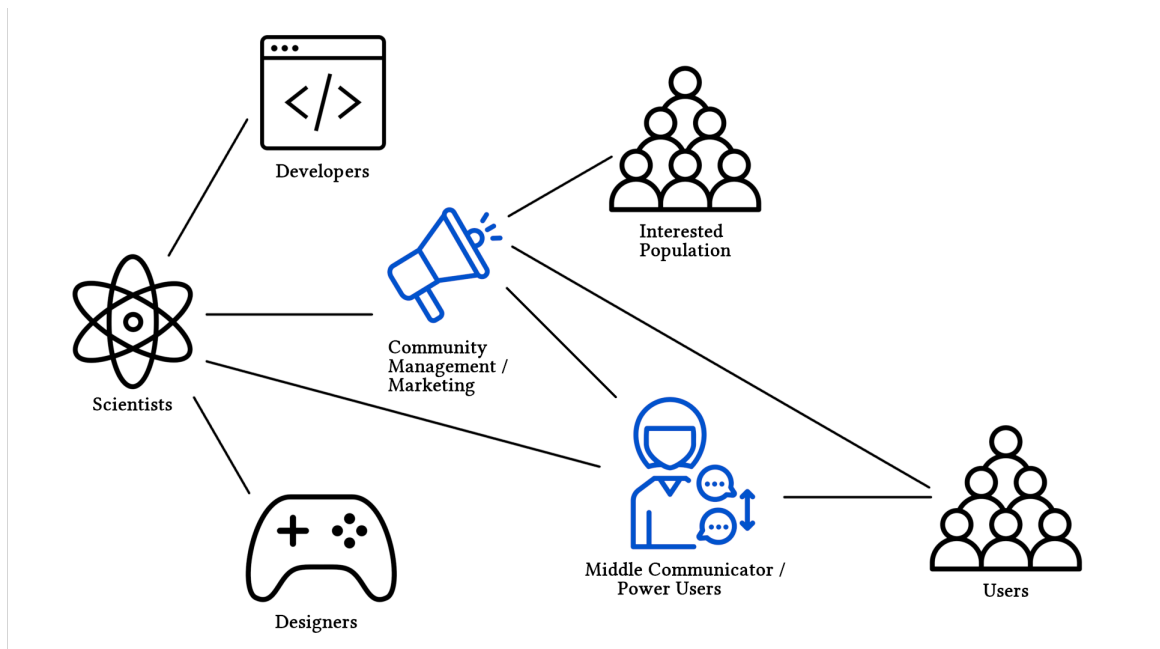 Developers
Interested
Population
Community
Management /
Marketing
Scientists
Middle Communicator /
Power Users
Users
Designers